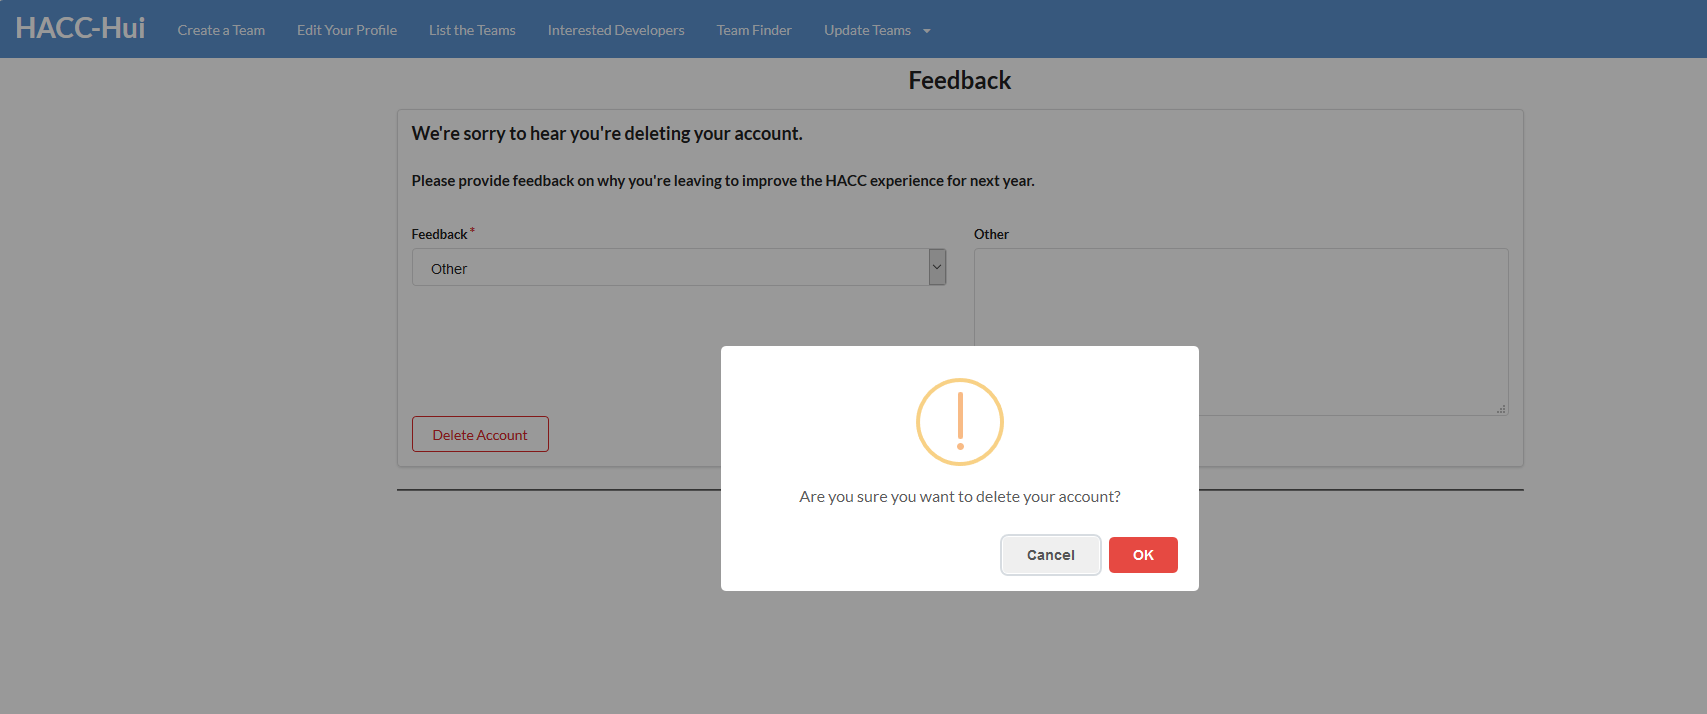 HACC-Hui Create a Team Edit Your Profile List the Teams Interested Developers Team Finder Update Teams
Feedback
We're sorry to hear you're deleting your account.
Please provide feedback on why you're leaving to improve the HACC experience for next year.
Feedback * Other
Other
Delete Account
Are you sure you want to delete your account?
Cancel OK